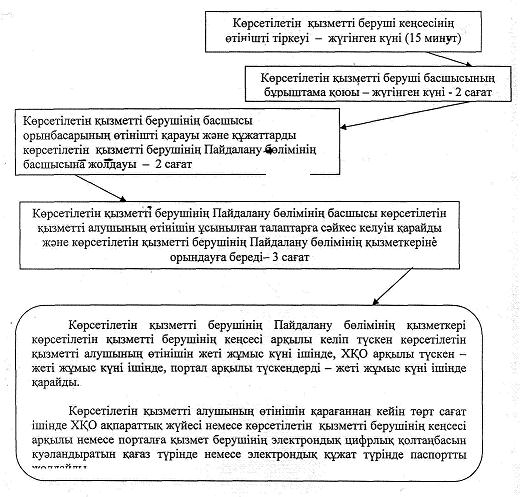 Көрсетілетін қызметті беруші кеңсесінің
өтінішті тіркеуі – жүгінген күні (15 минут)
Көрсетілетін қызметті беруші басшысының
бұрыштама қоюы – жүгінген күні - 2 сағат
Көрсетілетін қызметті берушінің басшысы
орынбасарының өтінішті қарауы және құжаттарды
көрсетілетін қызметті берушінің Пайдалану бөлімінің
басшысына жолдауы – 2 сағат
Көрсетілетін қызметті берушінің Пайдалану бөлімінің басшысы көрсетілетін
қызметті алушының өтінішін ұсынылған талаптарға сәйкес келуін қарайды
және көрсетілетін қызметті берушінің Пайдалану бөлімінің қызметкеріне
орындауға береді– 3 сағат
Көрсетілетін қызметті берушінің Пайдалану бөлімінің қызметкері
көрсетілетін қызметті берушінің кеңсесі арқылы келіп түскен көрсетілетін
қызметті алушының өтінішін жеті жұмыс күні ішінде, ХҚО арқылы түскен –
жеті жұмыс күні ішінде, портал арқылы түскендерді – жеті жұмыс күні ішінде
қарайды.
Көрсетілетін қызметті алушының өтінішін қарағаннан кейін төрт сағат
ішінде ХҚО ақпараттық жүйесі немесе көрсетілетін қызметті берушінің кеңсесі
арқылы немесе порталға қызмет берушінің электрондық цифрлық қолтаңбасын
куәландыратын қағаз түрінде немесе электрондық құжат түрінде паспортты